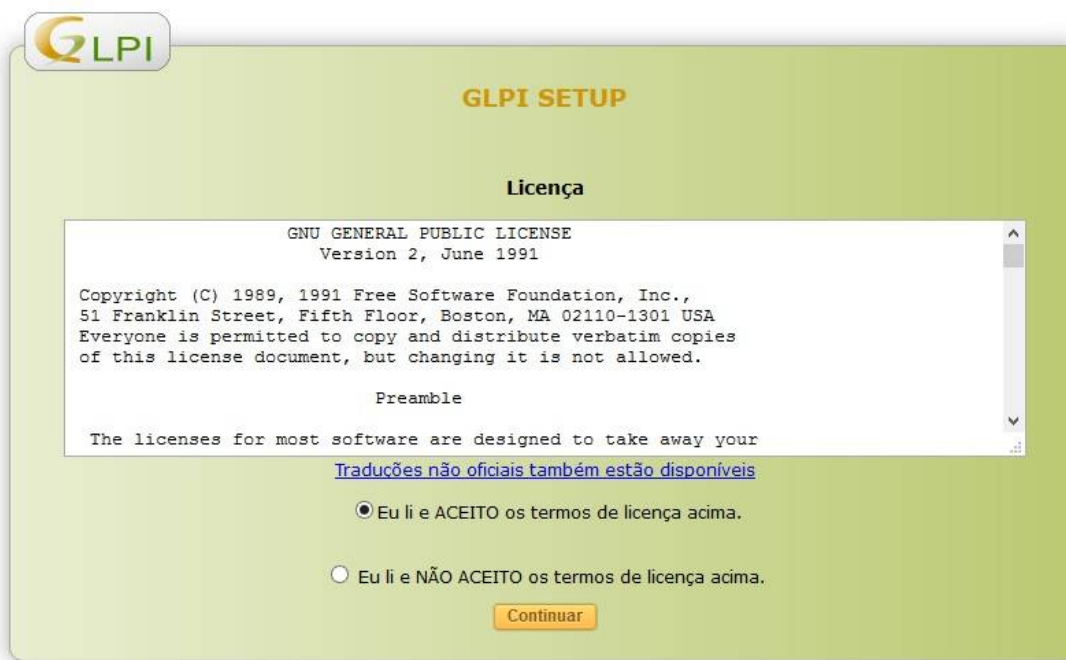 GLPI
GLPI SETUP
Licença
GNU GENERAL PUBLIC LICENSE
Version 2, June 1991
Copyright (C) 1989, 1991 Free Software Foundation, Inc.,
51 Franklin Street, Fifth Floor, Boston, MA 02110-1301 USA
Everyone is permitted to copy and distribute verbatim copies
of this license document, but changing it is not allowed.
Preamble
The licenses for most software are designed to take away your
Traduções não oficiais também estão disponíveis
Eu li e ACEITO os termos de licença acima.
Eu li e NÃO ACEITO os termos de licença acima.
Continuar